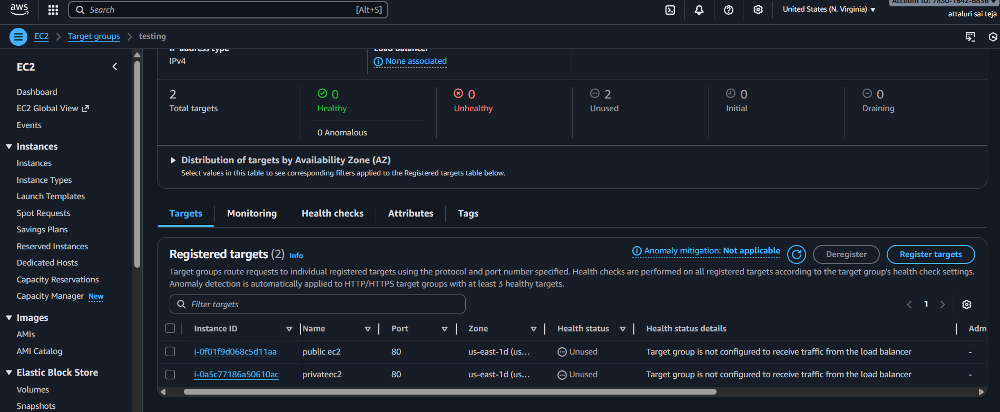 aws
Search [Alt+S]
United States (N. Virginia)
Account ID: 7830-1642-6836
attaluri sai teja
EC2 Target groups testing
EC2
Dashboard
EC2 Global View
Events
Instances
Instances
Instance Types
Launch Templates
Spot Requests
Savings Plans
Reserved Instances
Dedicated Hosts
Capacity Reservations
Capacity Manager New
Images
AMIs
AMI Catalog
Elastic Block Store
Volumes
Snapshots
IP address type
IPv4
Load balancer
None associated
2
Total targets
0
Healthy
0 Anomalous
0
Unhealthy
2
Unused
0
Initial
0
Draining
Distribution of targets by Availability Zone (AZ)
Select values in this table to see corresponding filters applied to the Registered targets table below.
Targets Monitoring Health checks Attributes Tags
Registered targets (2) Info
Anomaly mitigation: Not applicable
Deregister
Register targets
Target groups route requests to individual registered targets using the protocol and port number specified. Health checks are performed on all registered targets according to the target group's health check settings.
Anomaly detection is automatically applied to HTTP/HTTPS target groups with at least 3 healthy targets.
Filter targets
1
Instance ID Name Port Zone Health status Health status details Adm
i-0f01f9d068c5d11aa public ec2 80 us-east-1d (us... Unused Target group is not configured to receive traffic from the load balancer -
i-0a5c77186a50610ac privateec2 80 us-east-1d (us... Unused Target group is not configured to receive traffic from the load balancer -